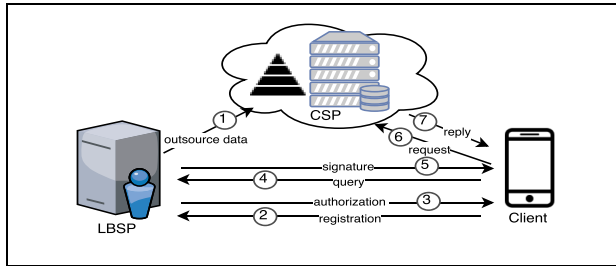 CSP
1
7
outsource data
reply
6
request
signature
5
4
query
authorization
3
2
registration
LBSP
Client